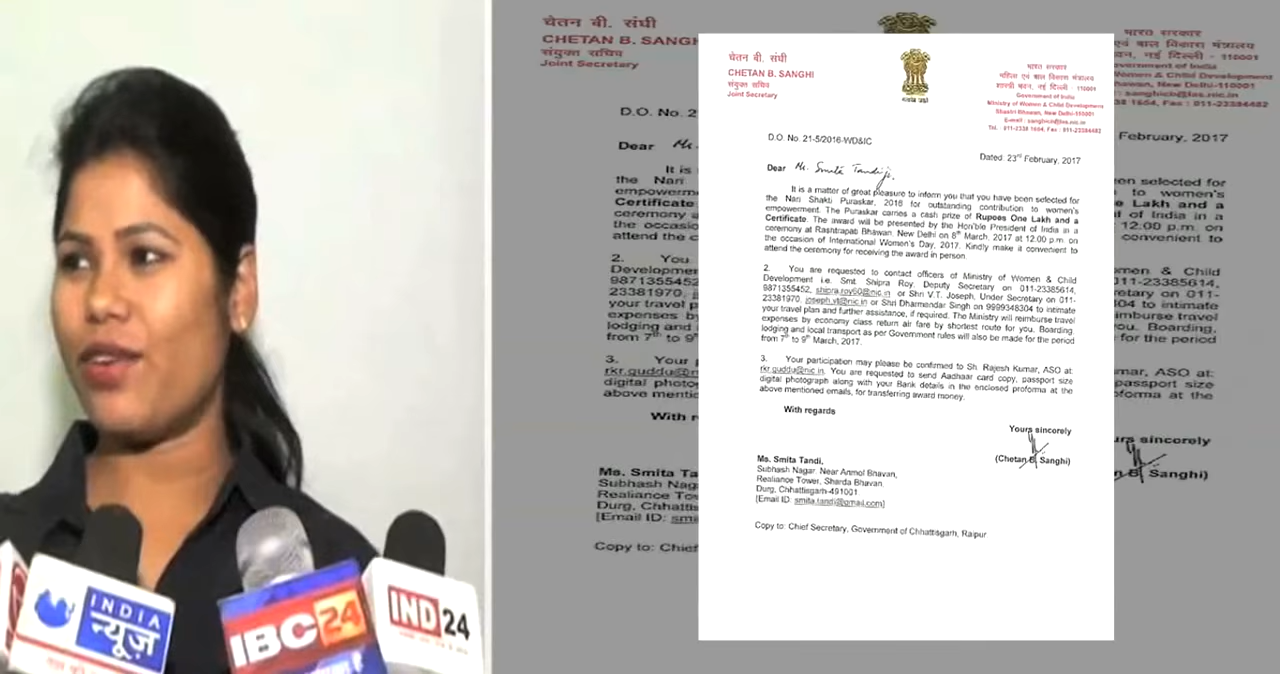 INDIA
न्यूज़
IBC24
IND24
चेतन बी. संघी
CHETAN B. SANGHI
संयुक्त सचिव
Joint Secretary
भारत सरकार
महिला एवं बाल विकास मंत्रालय
शास्त्री भवन, नई दिल्ली - 110001
Government of India
Ministry of Women & Child Development
Shastri Bhawan, New Delhi-110001
E-mail : sanghich@ias.nic.in
Tel. : 011-2338 1654, Fax : 011-23384482
D.O. No. 21-5/2016-WD&IC
Dated: 23rd February, 2017
Dear Ms. Smita Tandi ji,
It is a matter of great pleasure to inform you that you have been selected for
the Nari Shakti Puraskar, 2016 for outstanding contribution to women's
empowerment. The Puraskar carries a cash prize of Rupees One Lakh and a
Certificate. The award will be presented by the Hon'ble President of India in a
ceremony at Rashtrapati Bhawan, New Delhi on 8th March, 2017 at 12.00 p.m. on
the occasion of International Women's Day, 2017. Kindly make it convenient to
attend the ceremony for receiving the award in person.
2. You are requested to contact officers of Ministry of Women & Child
Development i.e. Smt. Shipra Roy, Deputy Secretary on 011-23385614,
9871355452, shipra.roy60@nic.in or Shri V.T. Joseph, Under Secretary on 011-
23381970, joseph.vt@nic.in or Shri Dharmendar Singh on 9999348304 to intimate
your travel plan and further assistance, if required. The Ministry will reimburse travel
expenses by economy class return air fare by shortest route for you. Boarding,
lodging and local transport as per Government rules will also be made for the period
from 7th to 9th March, 2017.
3. Your participation may please be confirmed to Sh. Rajesh Kumar, ASO at:
rkr.guddu@nic.in. You are requested to send Aadhaar card copy, passport size
digital photograph along with your Bank details in the enclosed proforma at the
above mentioned emails, for transferring award money.
With regards
Yours sincerely
(Chetan B. Sanghi)
Ms. Smita Tandi,
Subhash Nagar, Near Anmol Bhavan,
Realiance Tower, Sharda Bhavan,
Durg, Chhattisgarh-491001
[Email ID: smita.tandi@gmail.com]
Copy to: Chief Secretary, Government of Chhattisgarh, Raipur